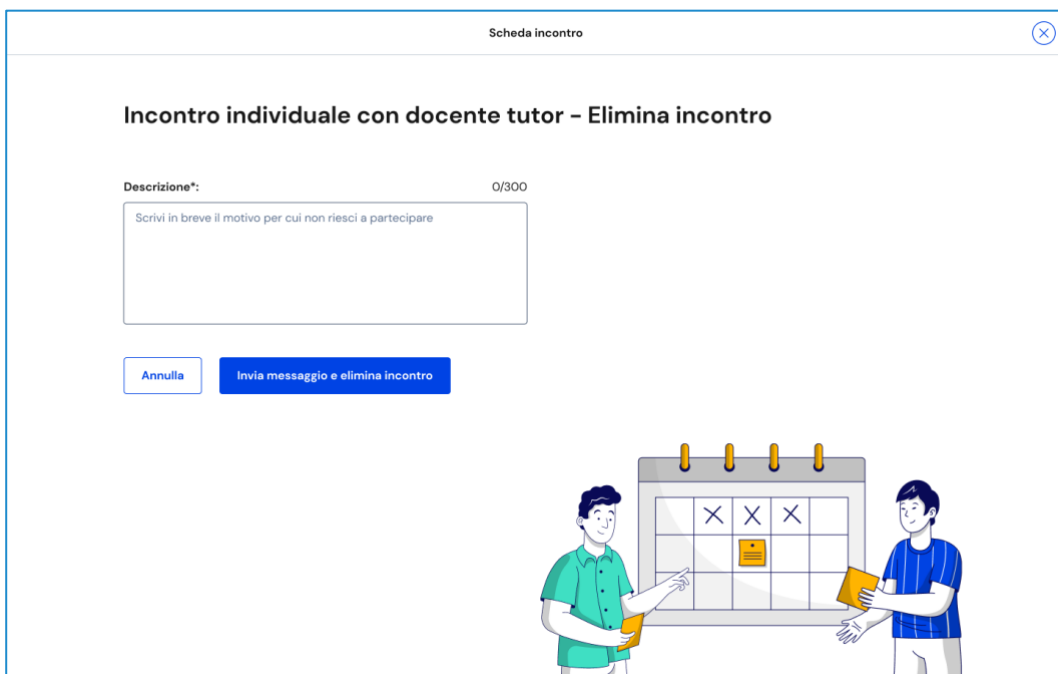 Scheda incontro
Incontro individuale con docente tutor – Elimina incontro
Descrizione*: 0/300
Scrivi in breve il motivo per cui non riesci a partecipare
Annulla Invia messaggio e elimina incontro